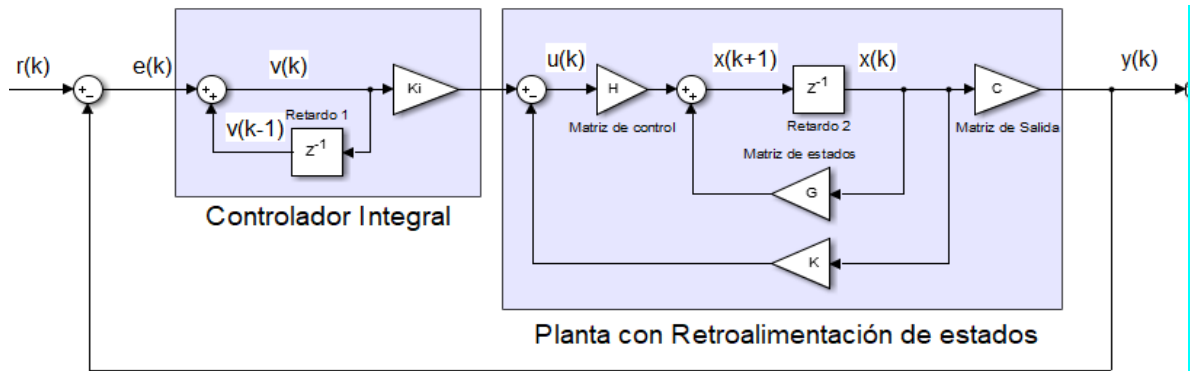 r(k)
e(k)
v(k)
Ki
Retardo 1
v(k-1)
z-1
Controlador Integral
u(k)
H
Matriz de control
x(k+1)
z-1
Retardo 2
x(k)
C
Matriz de Salida
y(k)
Matriz de estados
G
K
Planta con Retroalimentación de estados